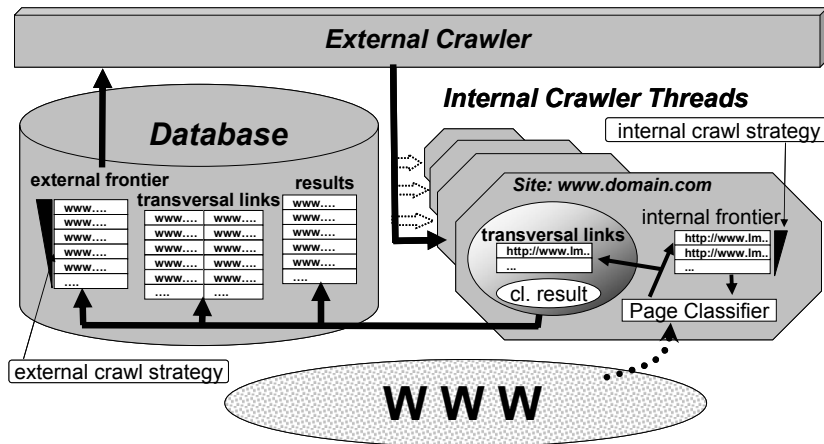 External Crawler
Internal Crawler Threads
Database
internal crawl strategy
external frontier
transversal links
results
www....
www....
www....
www....
www....
....
www.... www....
www.... www....
www.... www....
www.... www....
www.... www....
.... ....
www....
www....
www....
www....
www....
....
Site: www.domain.com
internal frontier
http://www.lm..
http://www.lm..
...
transversal links
http://www.lm..
...
cl. result
Page Classifier
external crawl strategy
W W W